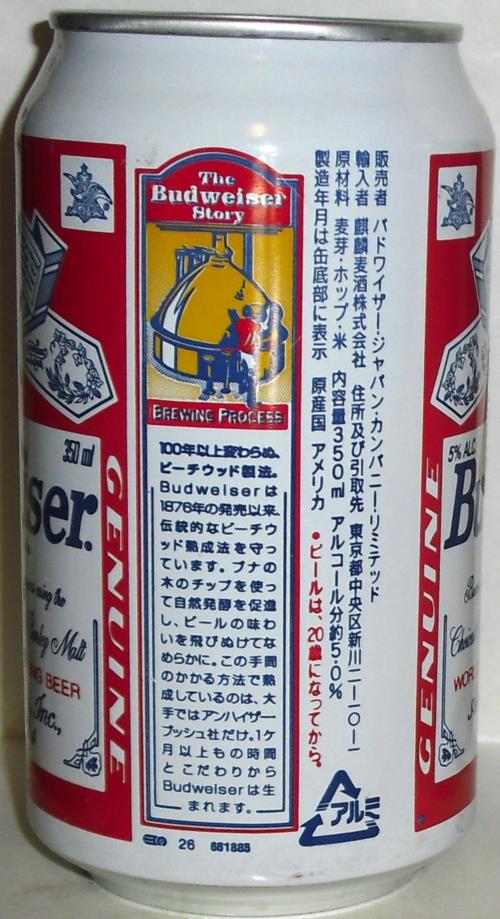 350 ml
ser.
GENUINE
NG BEER
Inc.,
The
Budweiser
Story
BREWING PROCESS
100年以上変わらぬ、
ビーチウッド製法。
Budweiserは
1876年の発売以来、
伝統的なビーチウ
ッド熟成法を守っ
ています。ブナの
木のチップを使っ
て自然発酵を促進
し、ビールの味わ
いを飛びぬけてな
めらかに。この手間
のかかる方法で熟
成しているのは、大
手ではアンハイザー
ブッシュ社だけ。1ケ
月以上もの時間
とこだわりから
Budweiserは生
まれます。
26 661885
販売者 バドワイザー・ジャパン・カンパニー・リミテッド
輸入者 麒麟麦酒株式会社 住所及び引取先 東京都中央区新川二ー一〇ー一
原材料 麦芽・ホップ・米 内容量350ml アルコール分約5.0%
製造年月は缶底部に表示 原産国 アメリカ ●ビールは、20歳になってから。
アルミ
5% ALC.
GENUINE